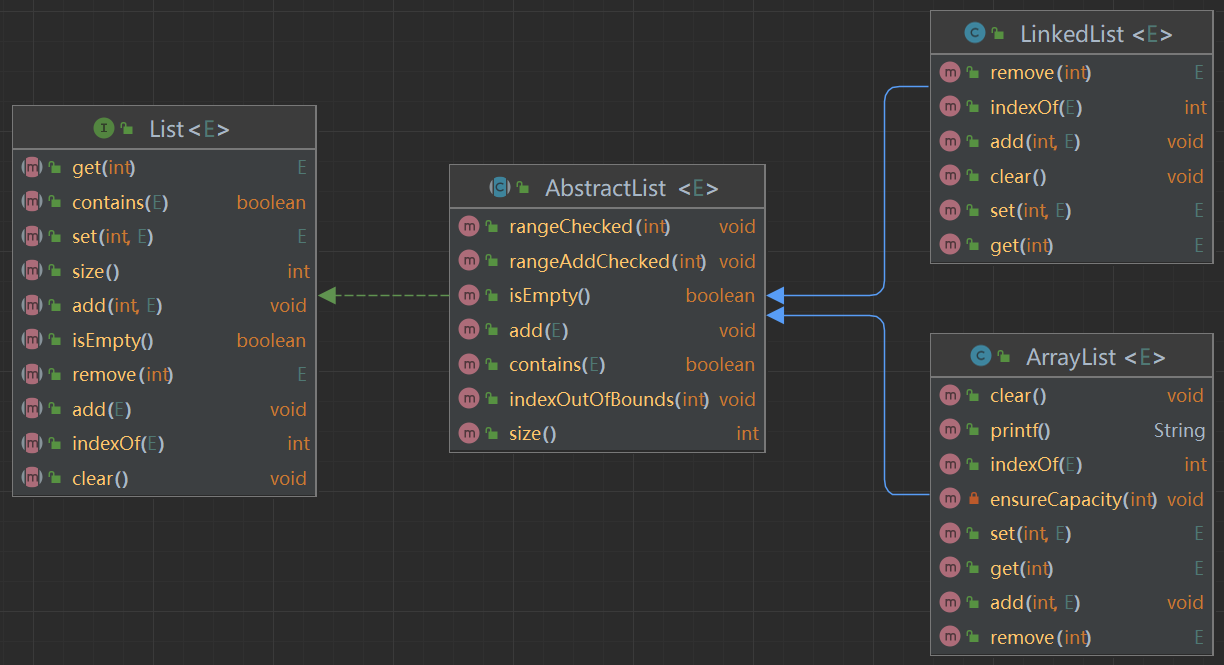 List<E>
get(int) E
contains(E) boolean
set(int, E) E
size() int
add(int, E) void
isEmpty() boolean
remove(int) E
add(E) void
indexOf(E) int
clear() void
AbstractList <E>
rangeChecked(int) void
rangeAddChecked(int) void
isEmpty() boolean
add(E) void
contains(E) boolean
indexOutOfBounds(int) void
size() int
LinkedList <E>
remove(int) E
indexOf(E) int
add(int, E) void
clear() void
set(int, E) E
get(int) E
ArrayList <E>
clear() void
printf() String
indexOf(E) int
ensureCapacity(int) void
set(int, E) E
get(int) E
add(int, E) void
remove(int) E